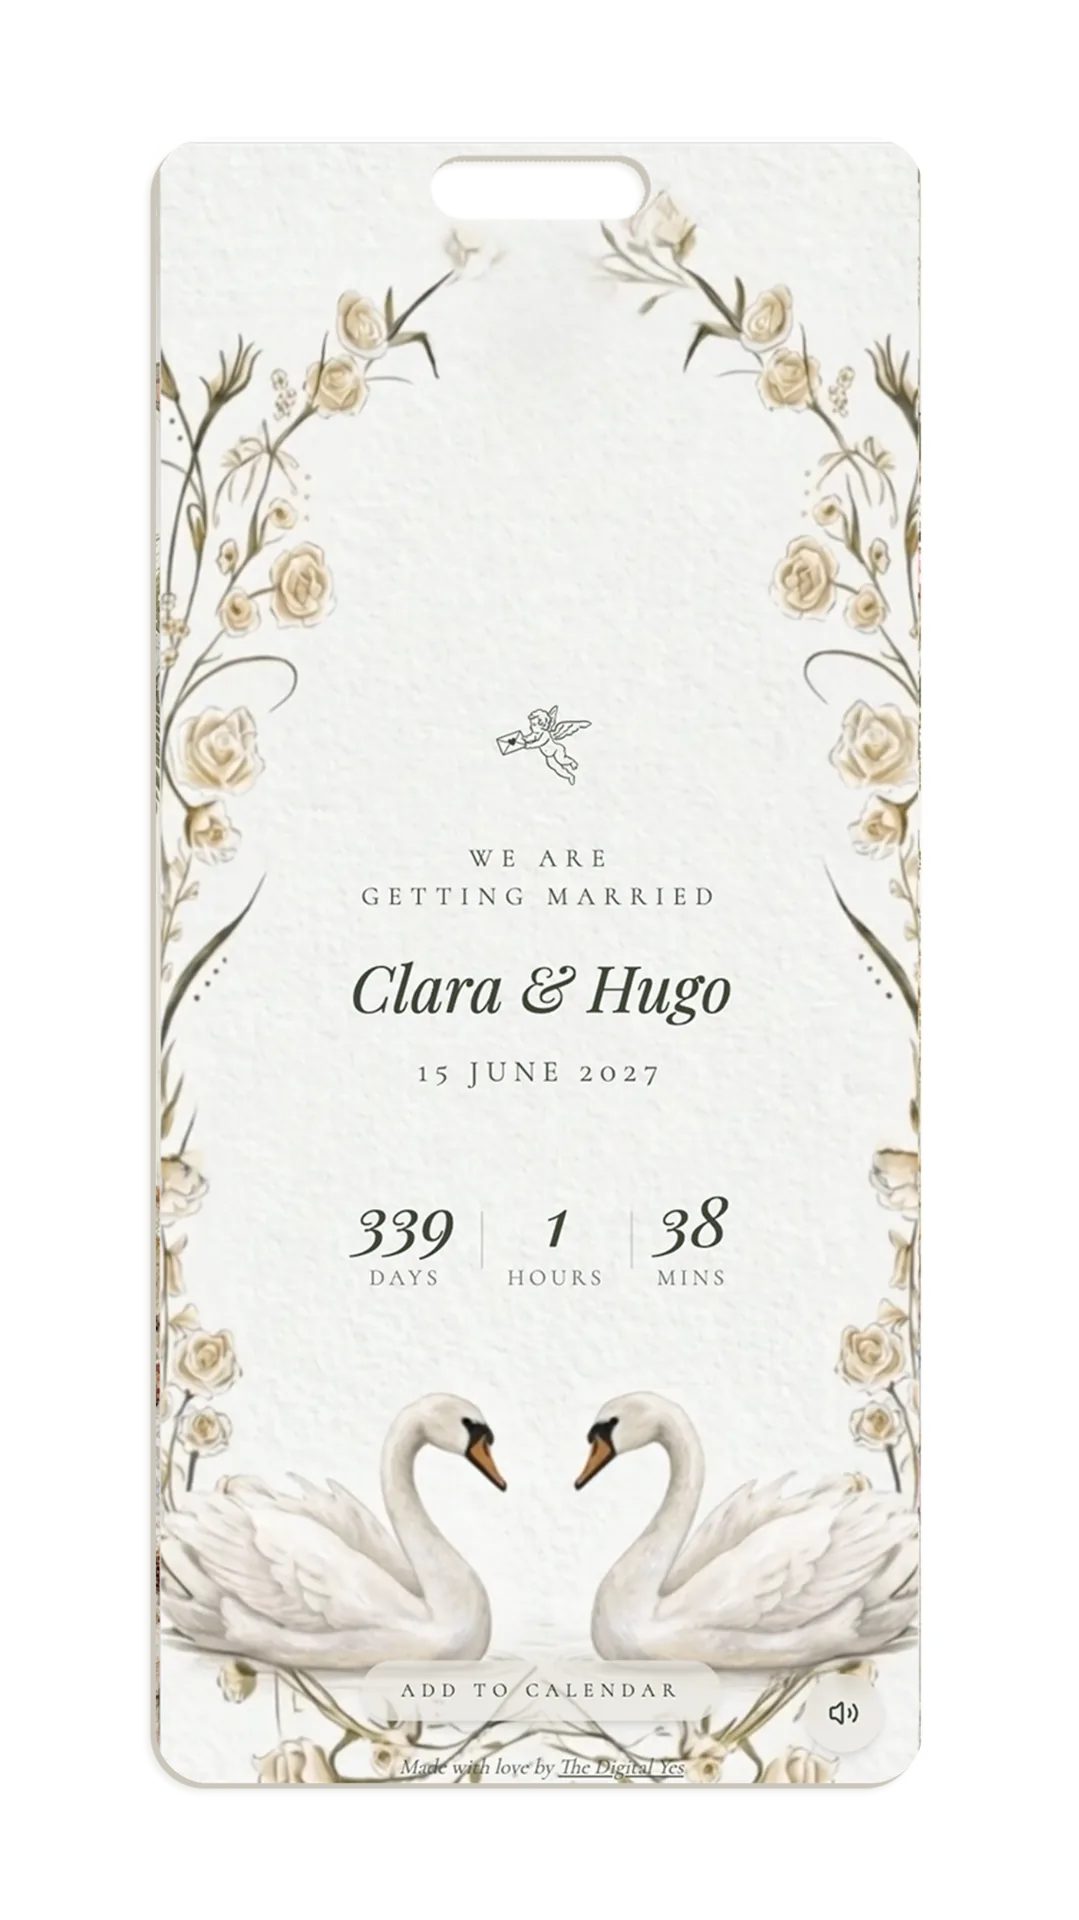 WE ARE
GETTING MARRIED
Clara & Hugo
15 JUNE 2027
339 1 38
DAYS HOURS MINS
ADD TO CALENDAR
Made with love by The Digital Yes